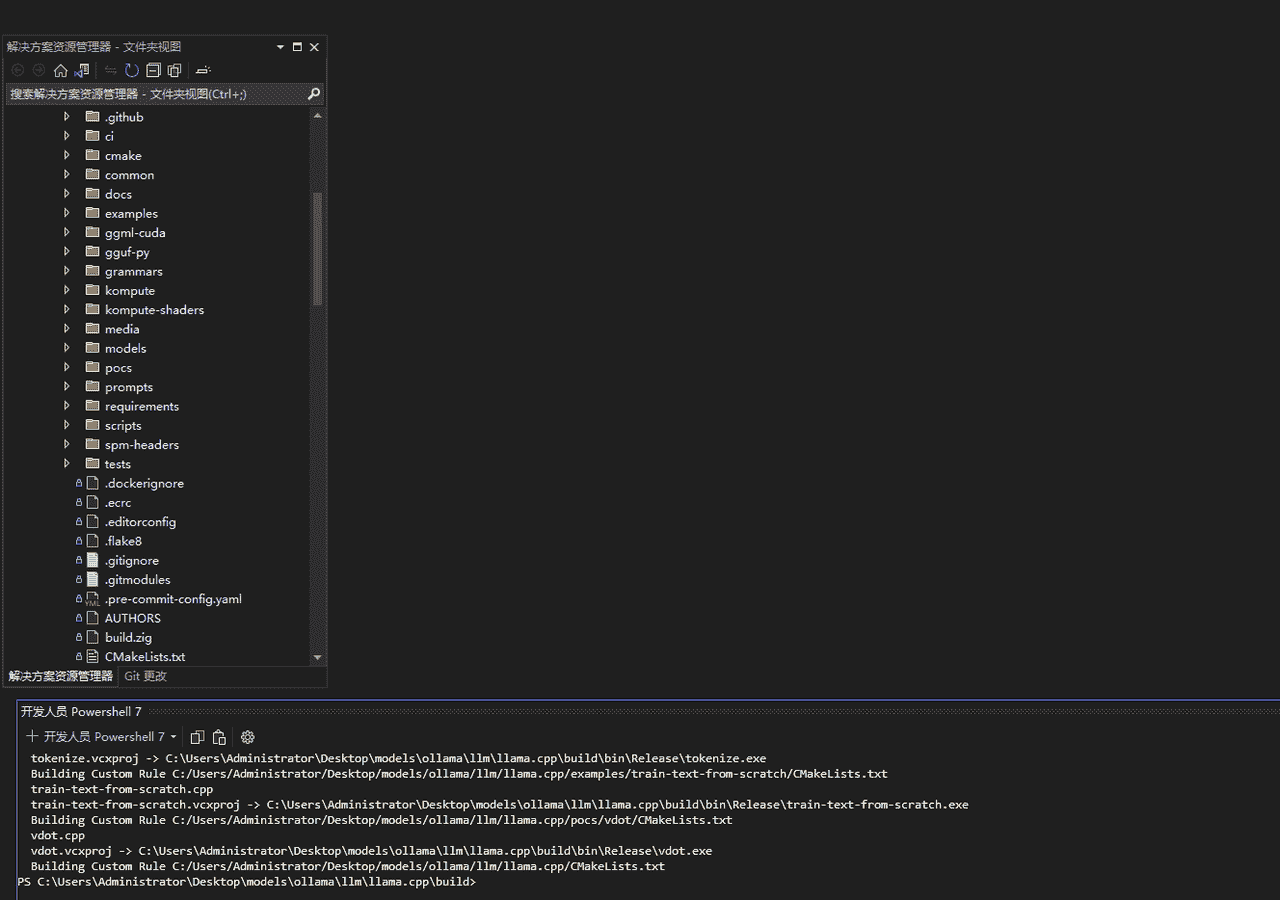 解决方案资源管理器 - 文件夹视图
搜索解决方案资源管理器 - 文件夹视图(Ctrl+;)
.github
ci
cmake
common
docs
examples
ggml-cuda
gguf-py
grammars
kompute
kompute-shaders
media
models
pocs
prompts
requirements
scripts
spm-headers
tests
.dockerignore
.ecrc
.editorconfig
.flake8
.gitignore
.gitmodules
YML .pre-commit-config.yaml
AUTHORS
build.zig
CMakeLists.txt
解决方案资源管理器 Git 更改
开发人员 Powershell 7
开发人员 Powershell 7
tokenize.vcxproj -> C:\Users\Administrator\Desktop\models\ollama\llm\llama.cpp\build\bin\Release\tokenize.exe
Building Custom Rule C:/Users/Administrator/Desktop/models/ollama/llm/llama.cpp/examples/train-text-from-scratch/CMakeLists.txt
train-text-from-scratch.cpp
train-text-from-scratch.vcxproj -> C:\Users\Administrator\Desktop\models\ollama\llm\llama.cpp\build\bin\Release\train-text-from-scratch.exe
Building Custom Rule C:/Users/Administrator/Desktop/models/ollama/llm/llama.cpp/pocs/vdot/CMakeLists.txt
vdot.cpp
vdot.vcxproj -> C:\Users\Administrator\Desktop\models\ollama\llm\llama.cpp\build\bin\Release\vdot.exe
Building Custom Rule C:/Users/Administrator/Desktop/models/ollama/llm/llama.cpp/CMakeLists.txt
PS C:\Users\Administrator\Desktop\models\ollama\llm\llama.cpp\build>